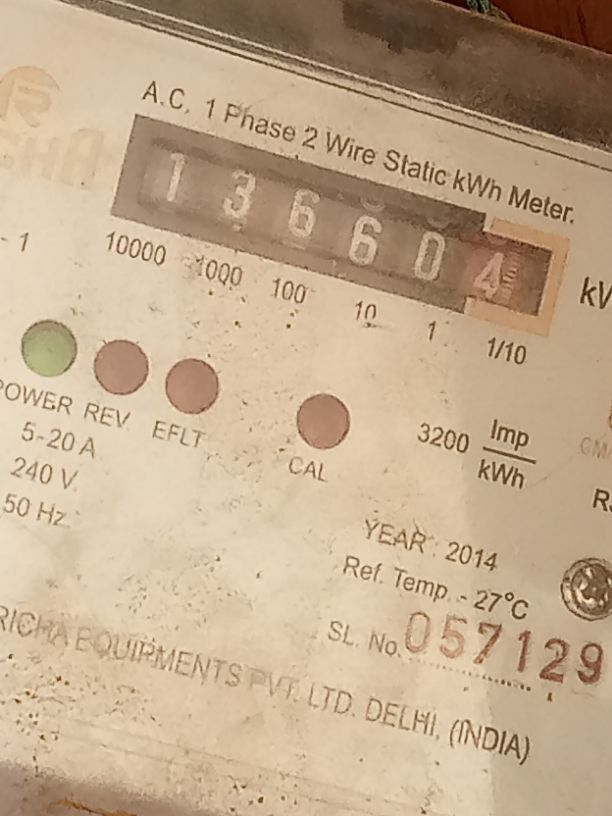 A.C. 1 Phase 2 Wire Static kWh Meter.
1 3 6 6 0 4
- 1 10000 1000 100 10 1 1/10
POWER REV. EFLT CAL
5-20 A
240 V
50 Hz
3200 Imp
kWh
YEAR : 2014
Ref. Temp. - 27°C
SL. No. 057129
RICHA EQUIPMENTS PVT. LTD. DELHI, (INDIA)